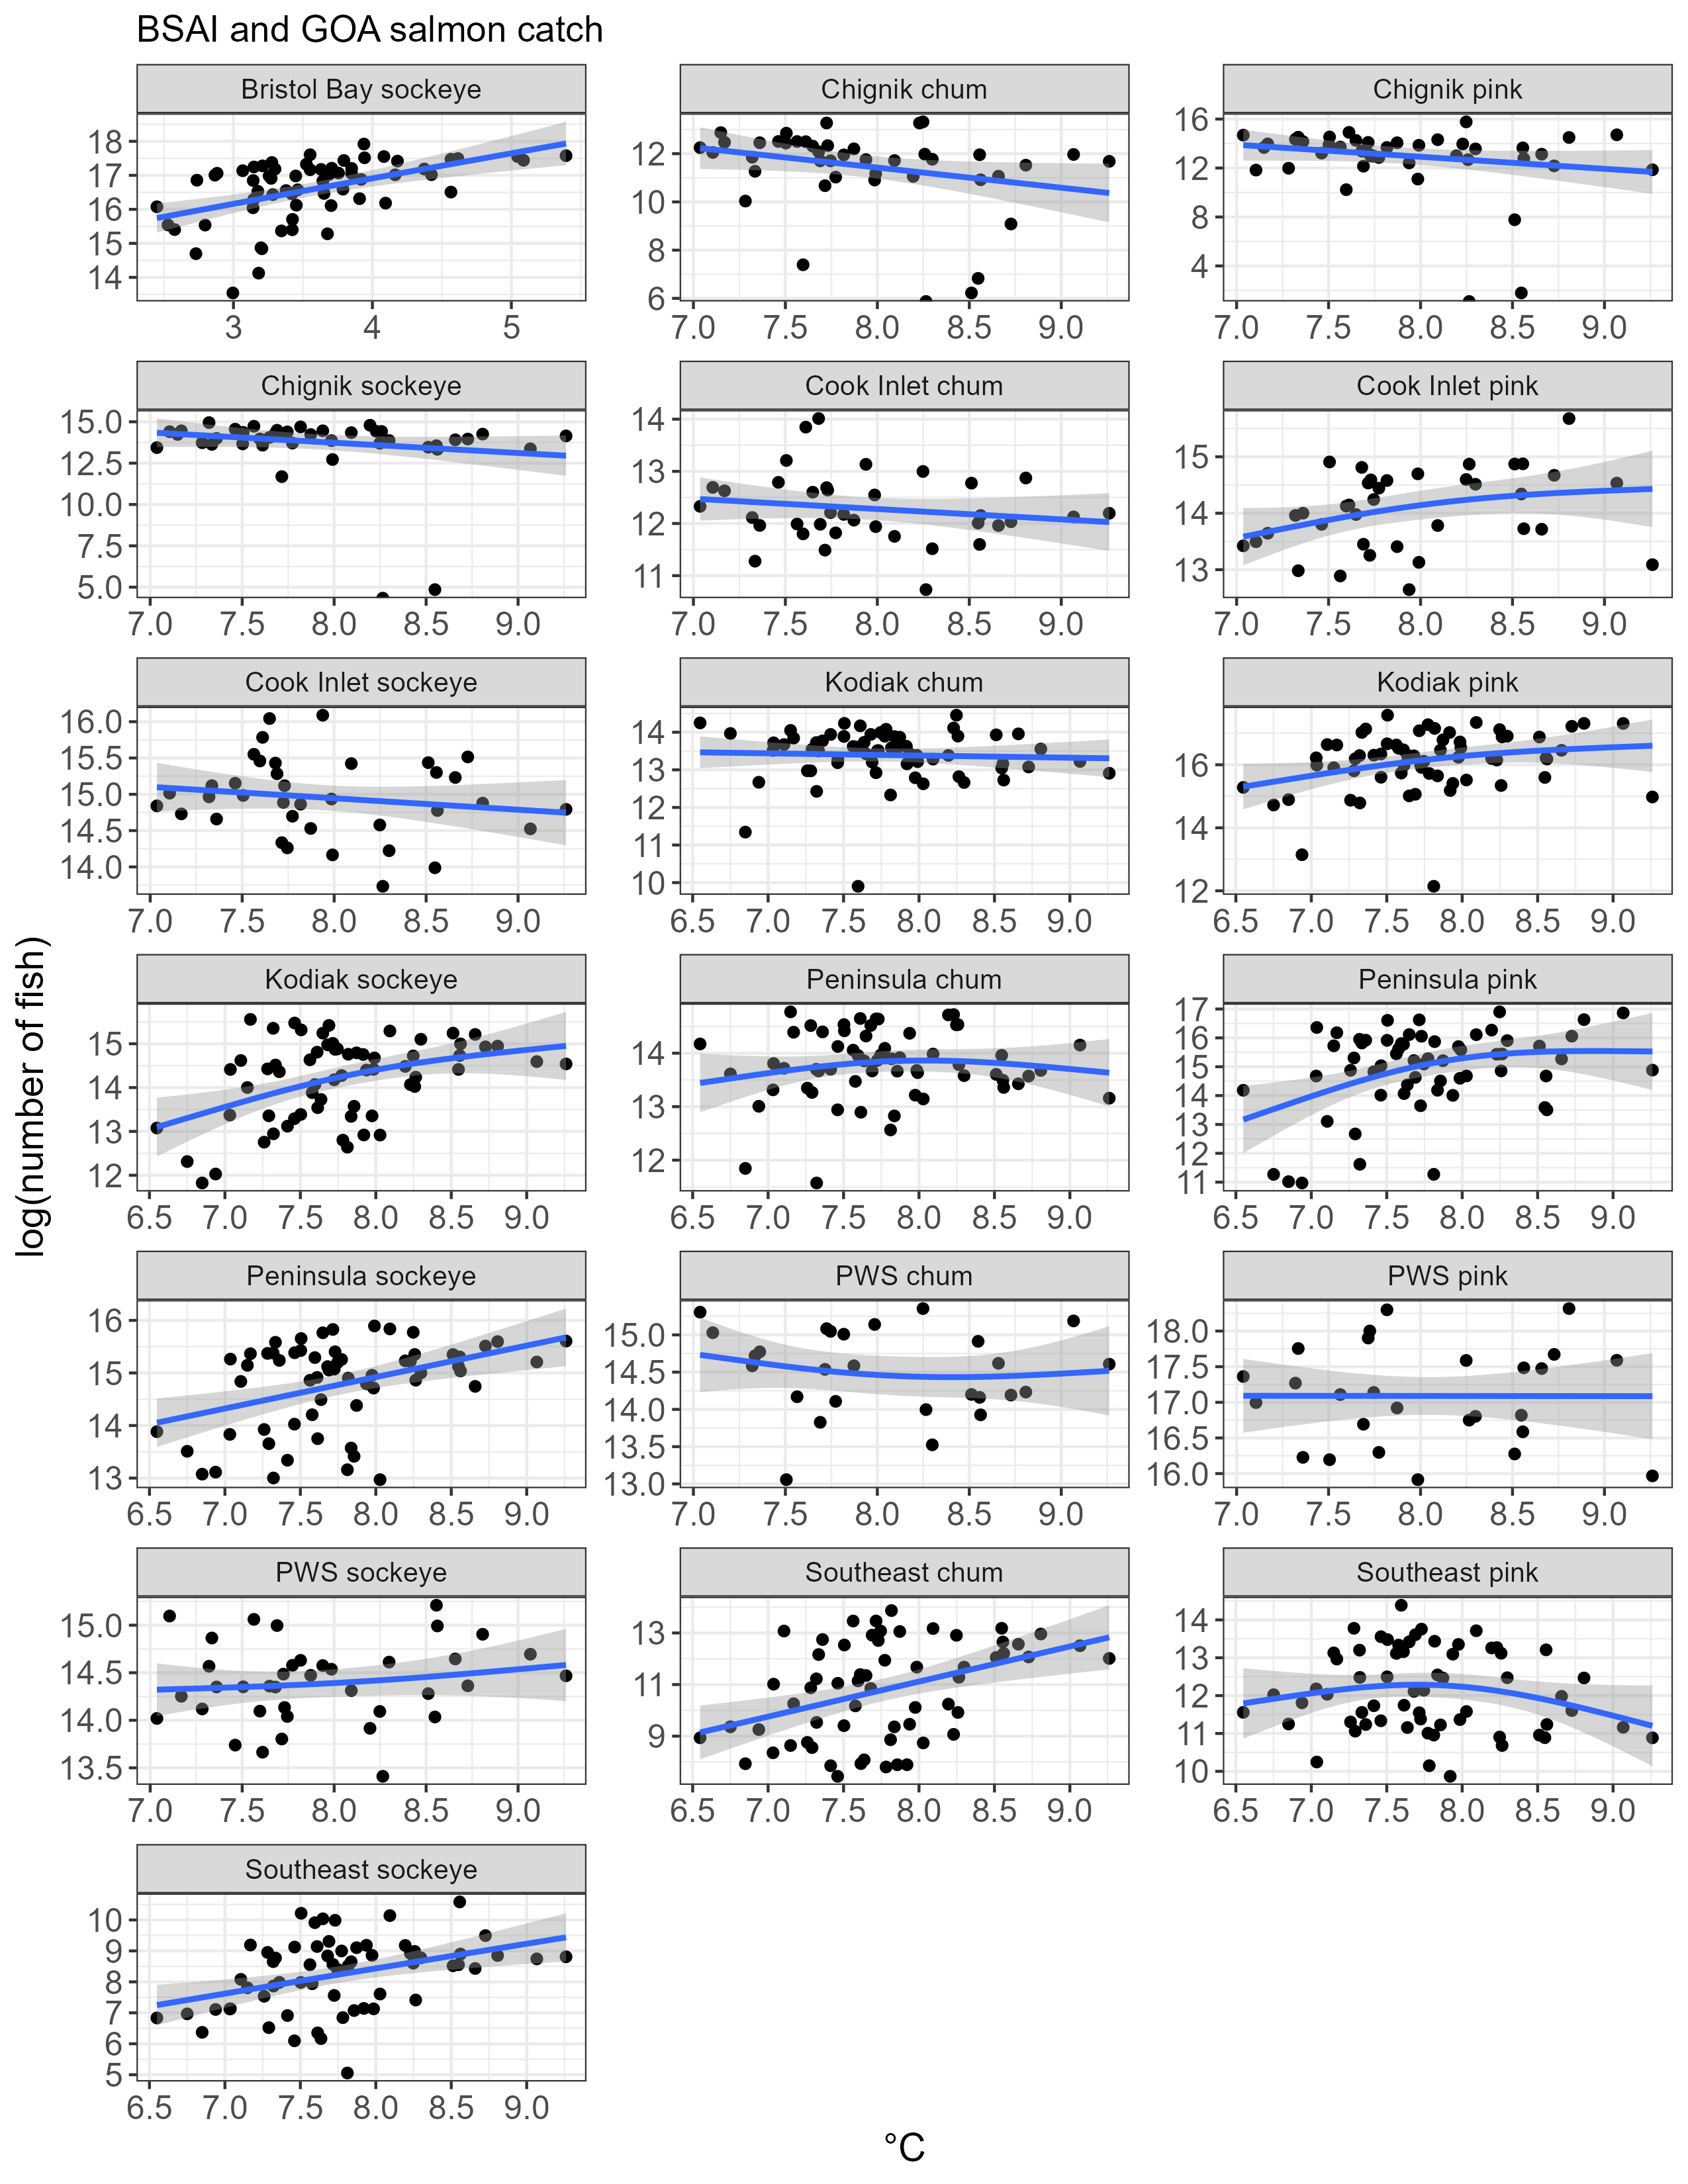 BSAI and GOA salmon catch
Bristol Bay sockeye
Chignik chum
Chignik pink
18
17
16
15
14
3 4 5
12
10
8
6
7.0 7.5 8.0 8.5 9.0
16
12
8
4
7.0 7.5 8.0 8.5 9.0
Chignik sockeye
Cook Inlet chum
Cook Inlet pink
15.0
12.5
10.0
7.5
5.0
7.0 7.5 8.0 8.5 9.0
14
13
12
11
7.0 7.5 8.0 8.5 9.0
15
14
13
7.0 7.5 8.0 8.5 9.0
Cook Inlet sockeye
Kodiak chum
Kodiak pink
16.0
15.5
15.0
14.5
14.0
7.0 7.5 8.0 8.5 9.0
14
13
12
11
10
6.5 7.0 7.5 8.0 8.5 9.0
16
14
12
6.5 7.0 7.5 8.0 8.5 9.0
log(number of fish)
Kodiak sockeye
Peninsula chum
Peninsula pink
15
14
13
12
6.5 7.0 7.5 8.0 8.5 9.0
14
13
12
6.5 7.0 7.5 8.0 8.5 9.0
17
16
15
14
13
12
11
6.5 7.0 7.5 8.0 8.5 9.0
Peninsula sockeye
PWS chum
PWS pink
16
15
14
13
6.5 7.0 7.5 8.0 8.5 9.0
15.0
14.5
14.0
13.5
13.0
7.0 7.5 8.0 8.5 9.0
18.0
17.5
17.0
16.5
16.0
7.0 7.5 8.0 8.5 9.0
PWS sockeye
Southeast chum
Southeast pink
15.0
14.5
14.0
13.5
7.0 7.5 8.0 8.5 9.0
13
11
9
6.5 7.0 7.5 8.0 8.5 9.0
14
13
12
11
10
6.5 7.0 7.5 8.0 8.5 9.0
Southeast sockeye
10
9
8
7
6
5
6.5 7.0 7.5 8.0 8.5 9.0
°C